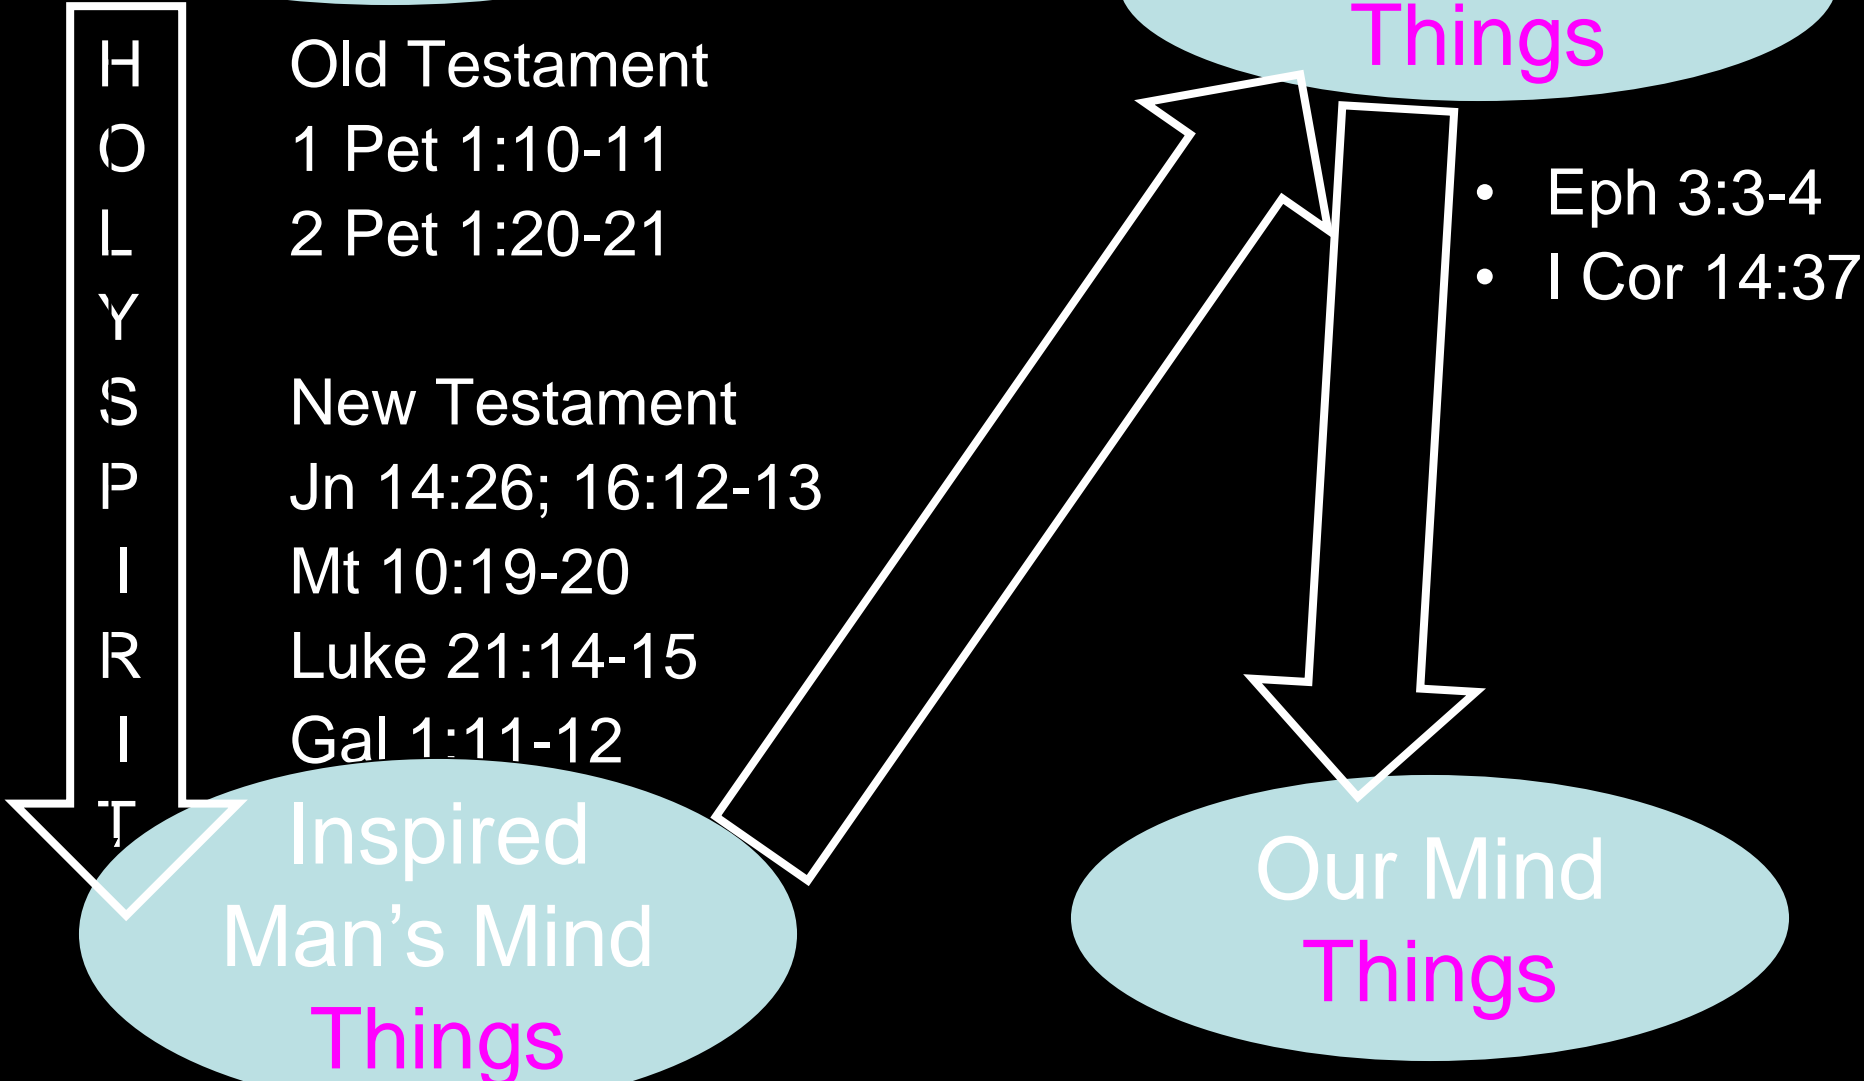 H
O
L
Y
S
P
I
R
I
T
Old Testament
1 Pet 1:10-11
2 Pet 1:20-21
New Testament
Jn 14:26; 16:12-13
Mt 10:19-20
Luke 21:14-15
Gal 1:11-12
Inspired
Man’s Mind
Things
Things
• Eph 3:3-4
• I Cor 14:37
Our Mind
Things